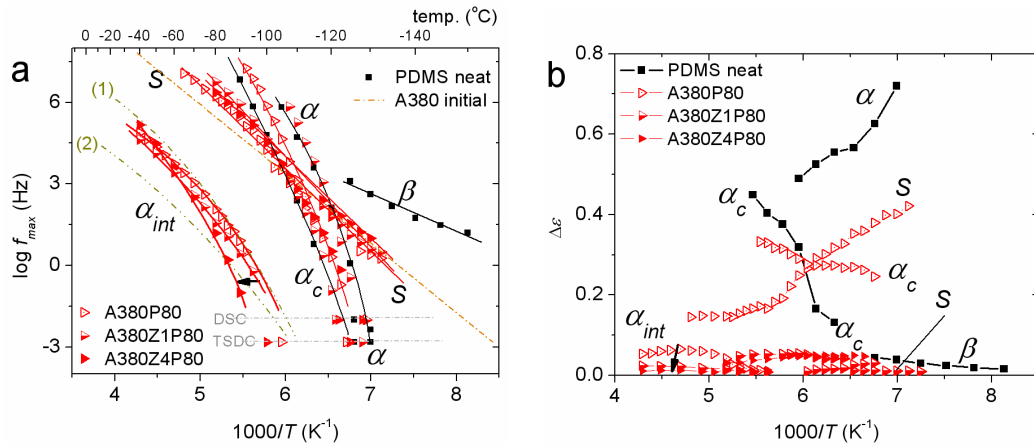 temp. (°C)
0 -20 -40 -60 -80 -100 -120 -140
a
S
PDMS neat
A380 initial
α
(1)
(2)
β
α_int
α_c
S
A380P80
A380Z1P80
A380Z4P80
DSC
TSDC
α
log f_max (Hz)
6
3
0
-3
4 5 6 7 8
1000/T (K⁻¹)
b
PDMS neat
A380P80
A380Z1P80
A380Z4P80
α
α_c
S
α_c
S
α_int
α_c
β
Δε
0.8
0.6
0.4
0.2
0.0
4 5 6 7 8
1000/T (K⁻¹)